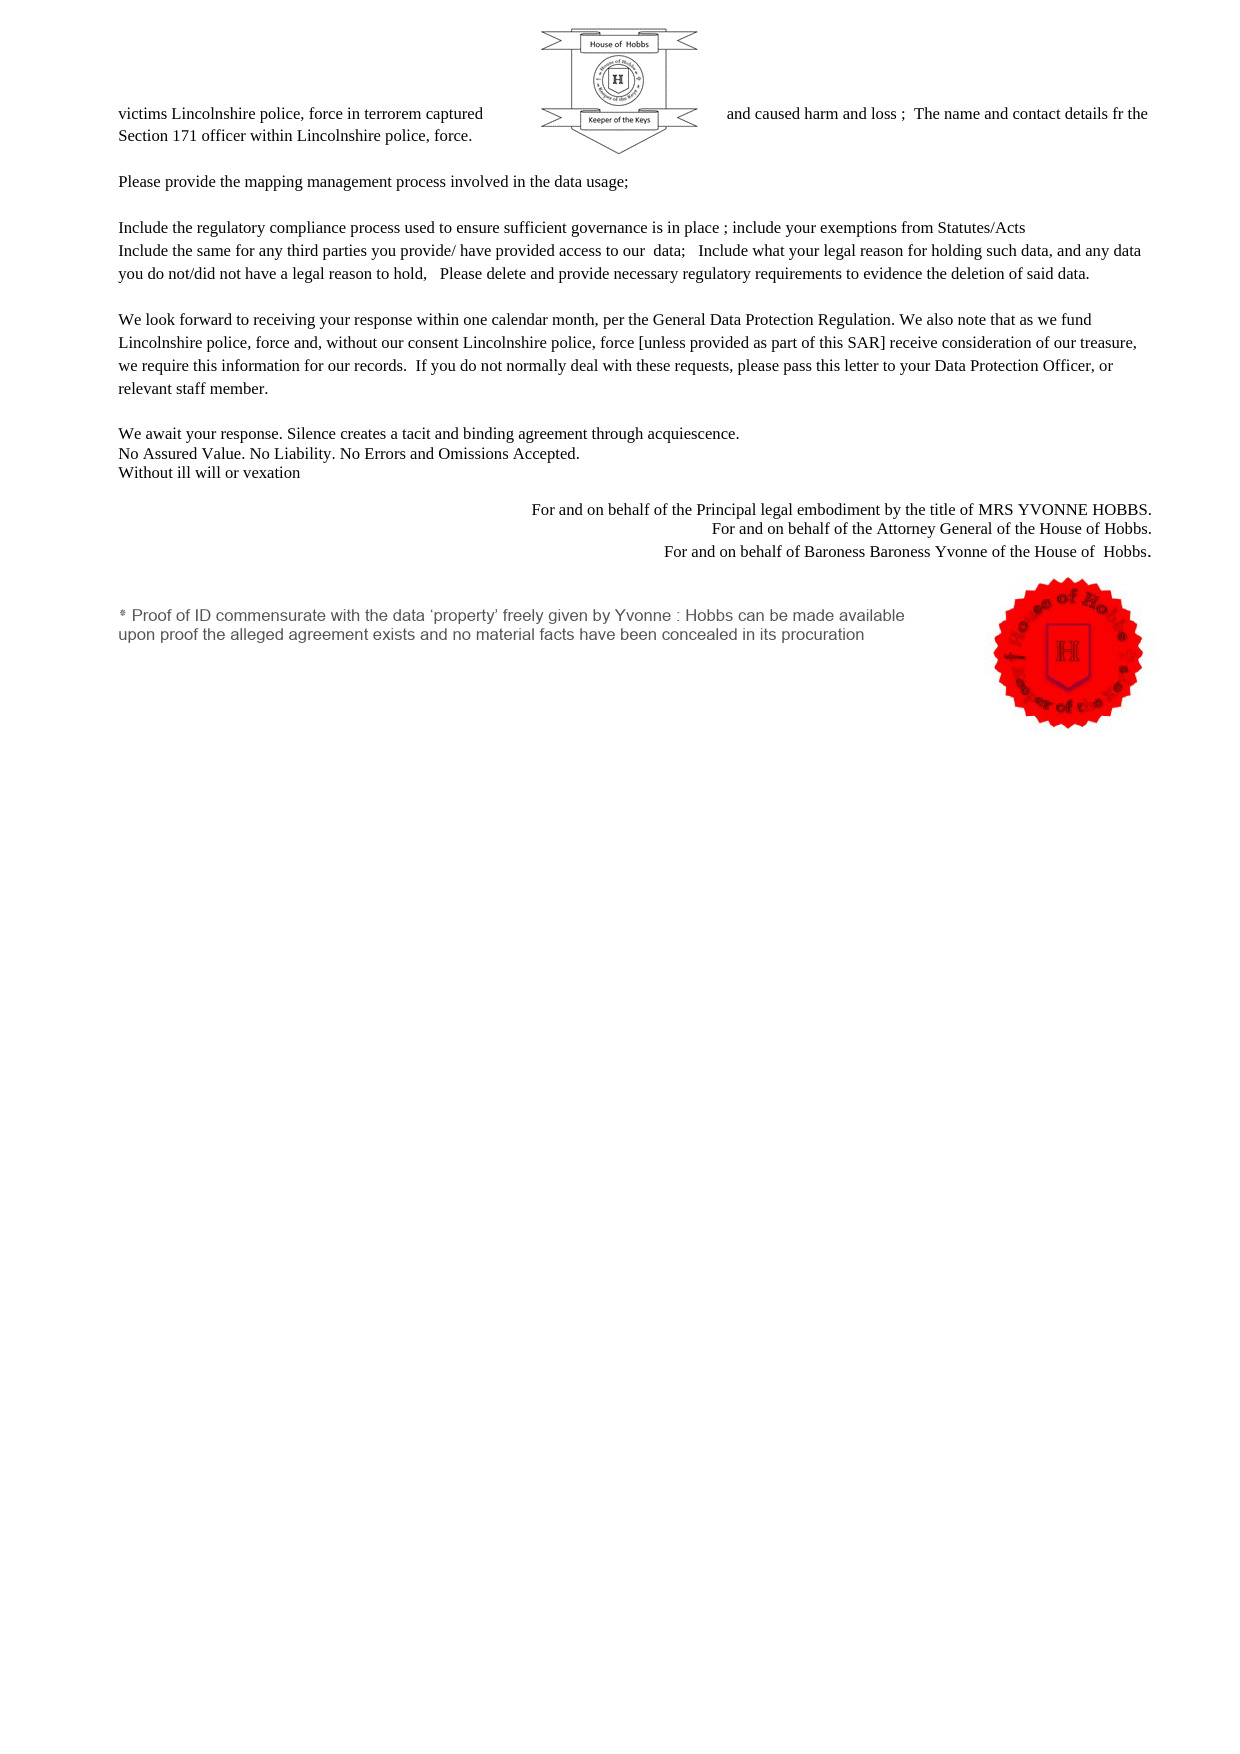 House of Hobbs
House of Hobbs
H
Keeper of the Keys
Keeper of the Keys
victims Lincolnshire police, force in terrorem captured and caused harm and loss ;  The name and contact details fr the
Section 171 officer within Lincolnshire police, force.
Please provide the mapping management process involved in the data usage;
Include the regulatory compliance process used to ensure sufficient governance is in place ; include your exemptions from Statutes/Acts
Include the same for any third parties you provide/ have provided access to our  data;   Include what your legal reason for holding such data, and any data
you do not/did not have a legal reason to hold,   Please delete and provide necessary regulatory requirements to evidence the deletion of said data.
We look forward to receiving your response within one calendar month, per the General Data Protection Regulation. We also note that as we fund
Lincolnshire police, force and, without our consent Lincolnshire police, force [unless provided as part of this SAR] receive consideration of our treasure,
we require this information for our records.  If you do not normally deal with these requests, please pass this letter to your Data Protection Officer, or
relevant staff member.
We await your response. Silence creates a tacit and binding agreement through acquiescence.
No Assured Value. No Liability. No Errors and Omissions Accepted.
Without ill will or vexation
For and on behalf of the Principal legal embodiment by the title of MRS YVONNE HOBBS.
For and on behalf of the Attorney General of the House of Hobbs.
For and on behalf of Baroness Baroness Yvonne of the House of  Hobbs.
* Proof of ID commensurate with the data ‘property’ freely given by Yvonne : Hobbs can be made available
upon proof the alleged agreement exists and no material facts have been concealed in its procuration
House of Hobbs
H
Keeper of the Keys